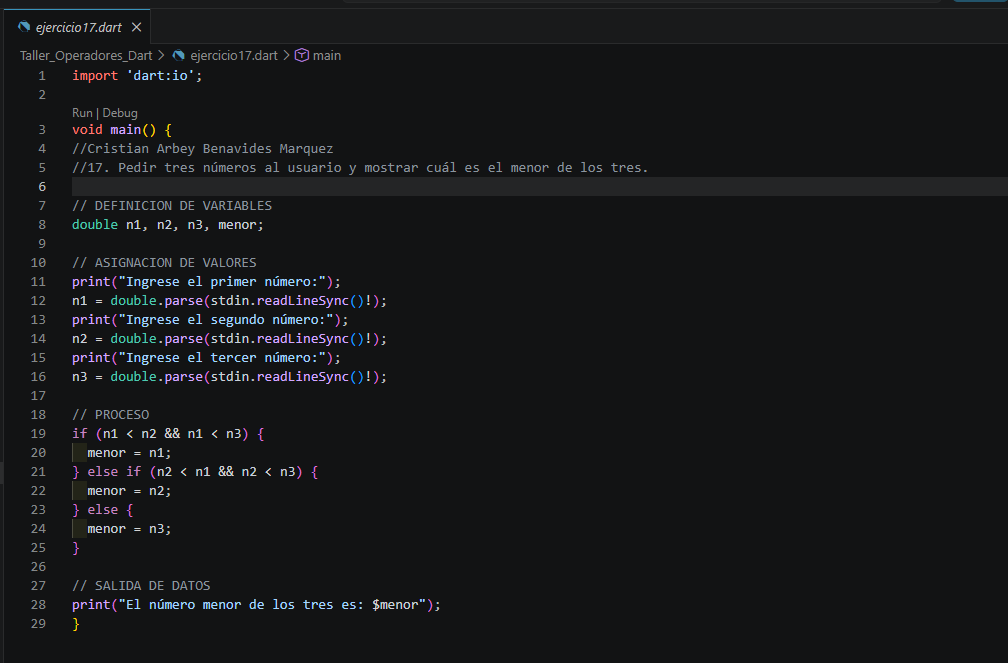 ejercicio17.dart
Taller_Operadores_Dart > ejercicio17.dart > main
1 import 'dart:io';
2
Run | Debug
3 void main() {
4 //Cristian Arbey Benavides Marquez
5 //17. Pedir tres números al usuario y mostrar cuál es el menor de los tres.
6
7 // DEFINICION DE VARIABLES
8 double n1, n2, n3, menor;
9
10 // ASIGNACION DE VALORES
11 print("Ingrese el primer número:");
12 n1 = double.parse(stdin.readLineSync()!);
13 print("Ingrese el segundo número:");
14 n2 = double.parse(stdin.readLineSync()!);
15 print("Ingrese el tercer número:");
16 n3 = double.parse(stdin.readLineSync()!);
17
18 // PROCESO
19 if (n1 < n2 && n1 < n3) {
20   menor = n1;
21 } else if (n2 < n1 && n2 < n3) {
22   menor = n2;
23 } else {
24   menor = n3;
25 }
26
27 // SALIDA DE DATOS
28 print("El número menor de los tres es: $menor");
29 }